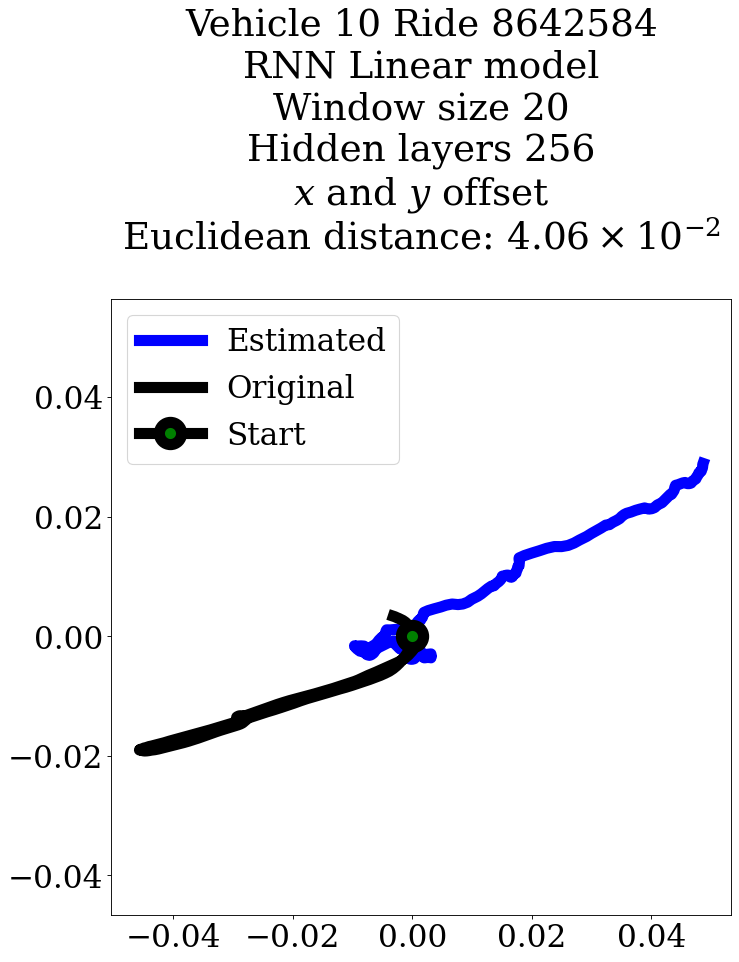 Vehicle 10 Ride 8642584
RNN Linear model
Window size 20
Hidden layers 256
x and y offset
Euclidean distance: 4.06 × 10⁻²
Estimated
Original
Start
0.04
0.02
0.00
−0.02
−0.04
−0.04 −0.02 0.00 0.02 0.04